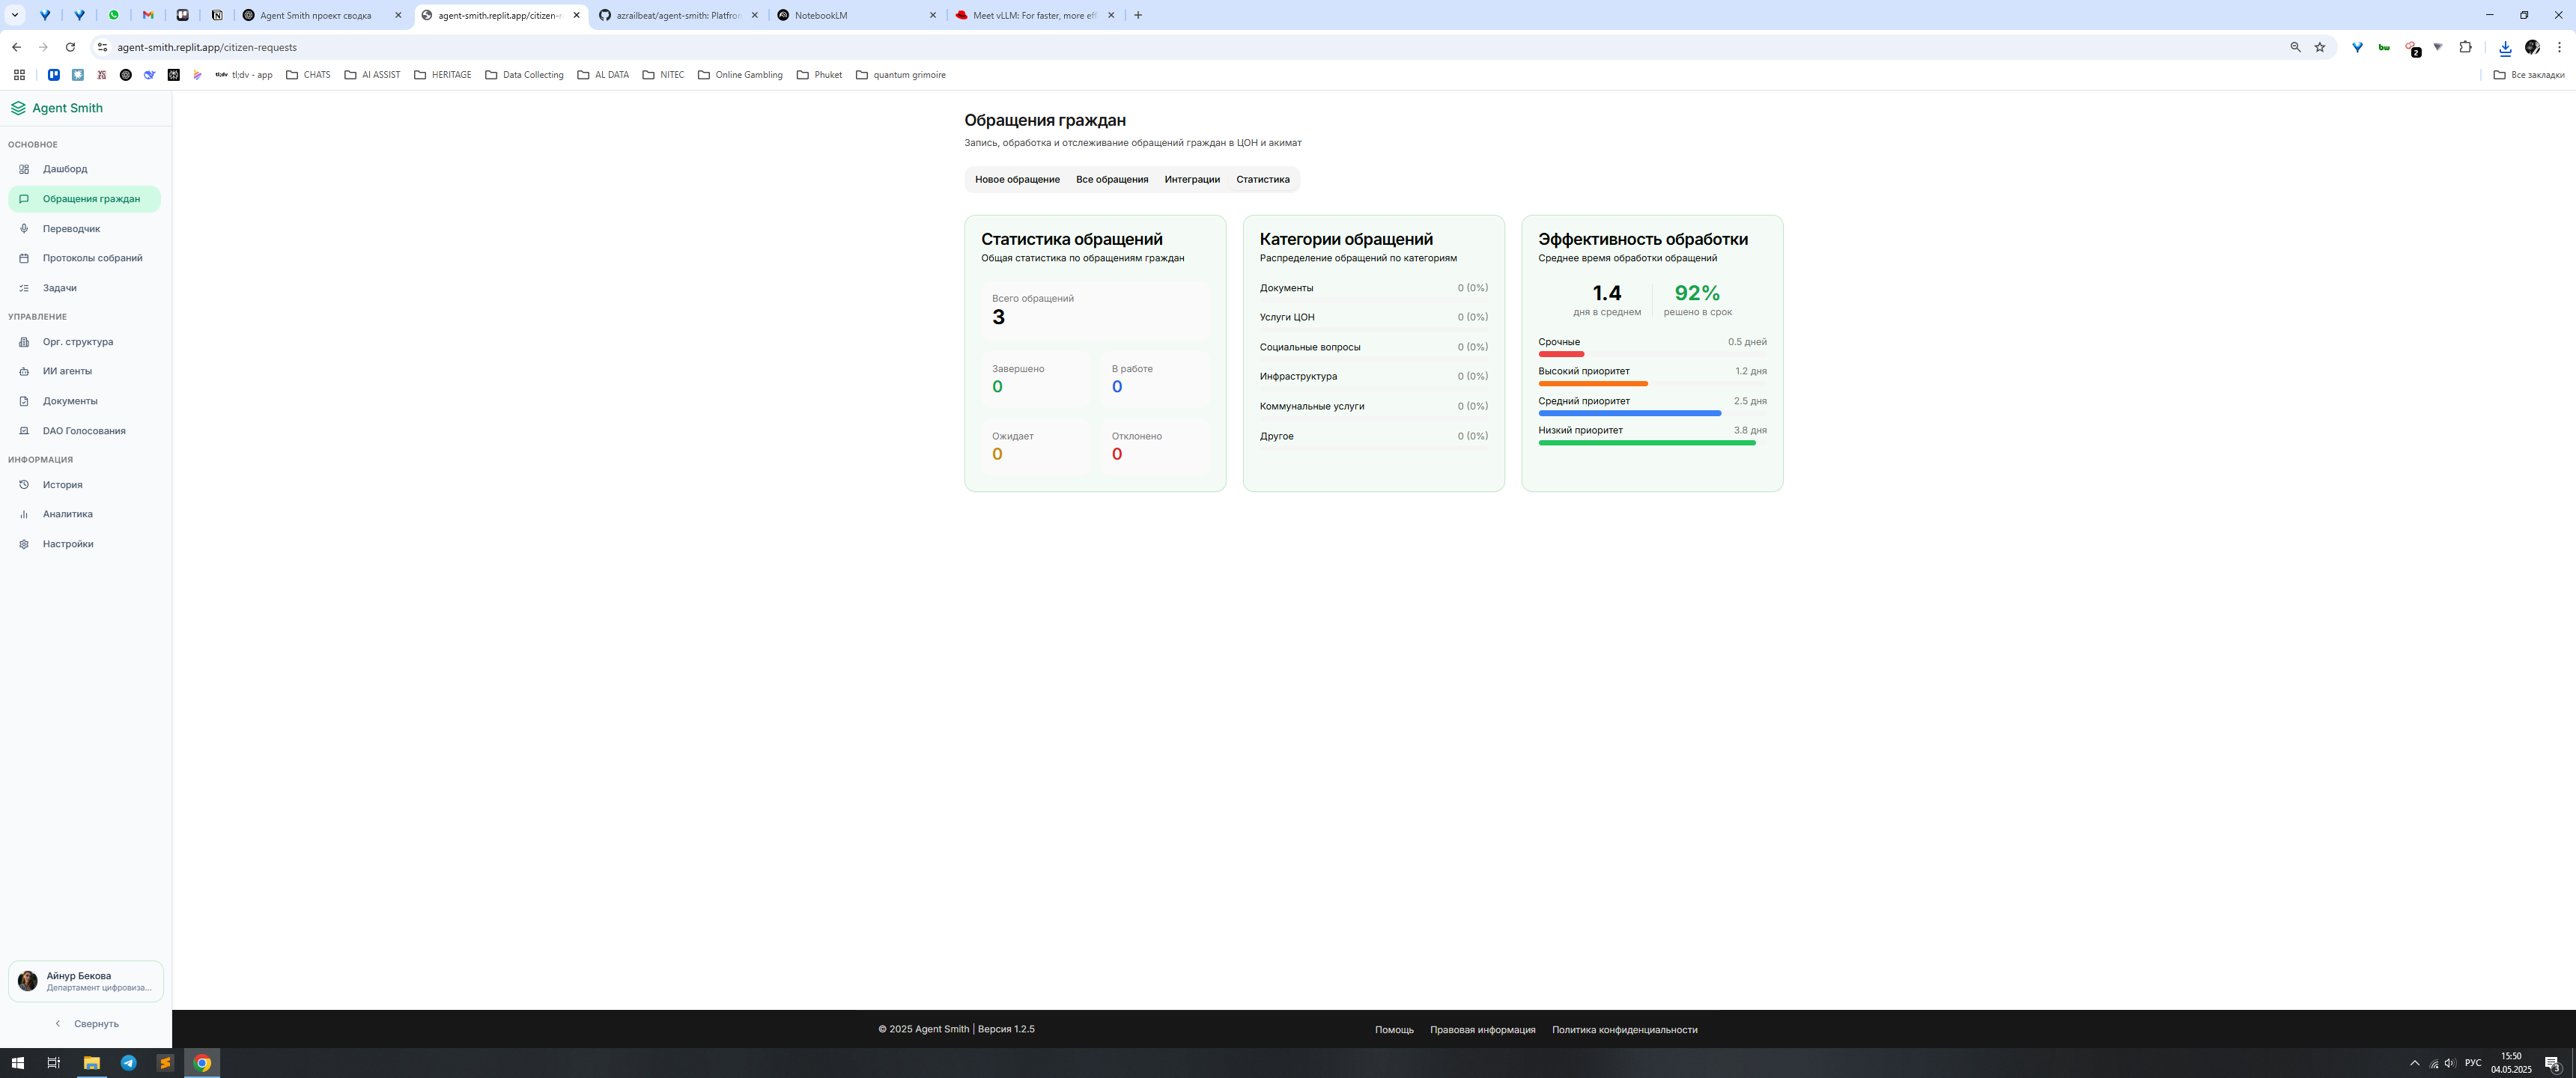 Agent Smith проект сводка
agent-smith.replit.app/citizen-r
azrailbeat/agent-smith: Platfron
NotebookLM
Meet vLLM: For faster, more eff
agent-smith.replit.app/citizen-requests
2
tl;dv tl;dv - app
CHATS
AI ASSIST
HERITAGE
Data Collecting
AL DATA
NITEC
Online Gambling
Phuket
quantum grimoire
Все закладки
Agent Smith
ОСНОВНОЕ
Дашборд
Обращения граждан
Переводчик
Протоколы собраний
Задачи
УПРАВЛЕНИЕ
Орг. структура
ИИ агенты
Документы
DAO Голосования
ИНФОРМАЦИЯ
История
Аналитика
Настройки
Айнур Бекова
Департамент цифровиза...
Свернуть
Обращения граждан
Запись, обработка и отслеживание обращений граждан в ЦОН и акимат
Новое обращение
Все обращения
Интеграции
Статистика
Статистика обращений
Общая статистика по обращениям граждан
Всего обращений
3
Завершено
0
В работе
0
Ожидает
0
Отклонено
0
Категории обращений
Распределение обращений по категориям
Документы 0 (0%)
Услуги ЦОН 0 (0%)
Социальные вопросы 0 (0%)
Инфраструктура 0 (0%)
Коммунальные услуги 0 (0%)
Другое 0 (0%)
Эффективность обработки
Среднее время обработки обращений
1.4
дня в среднем
92%
решено в срок
Срочные 0.5 дней
Высокий приоритет 1.2 дня
Средний приоритет 2.5 дня
Низкий приоритет 3.8 дня
© 2025 Agent Smith | Версия 1.2.5
Помощь
Правовая информация
Политика конфиденциальности
РУС
15:50
04.05.2025
3